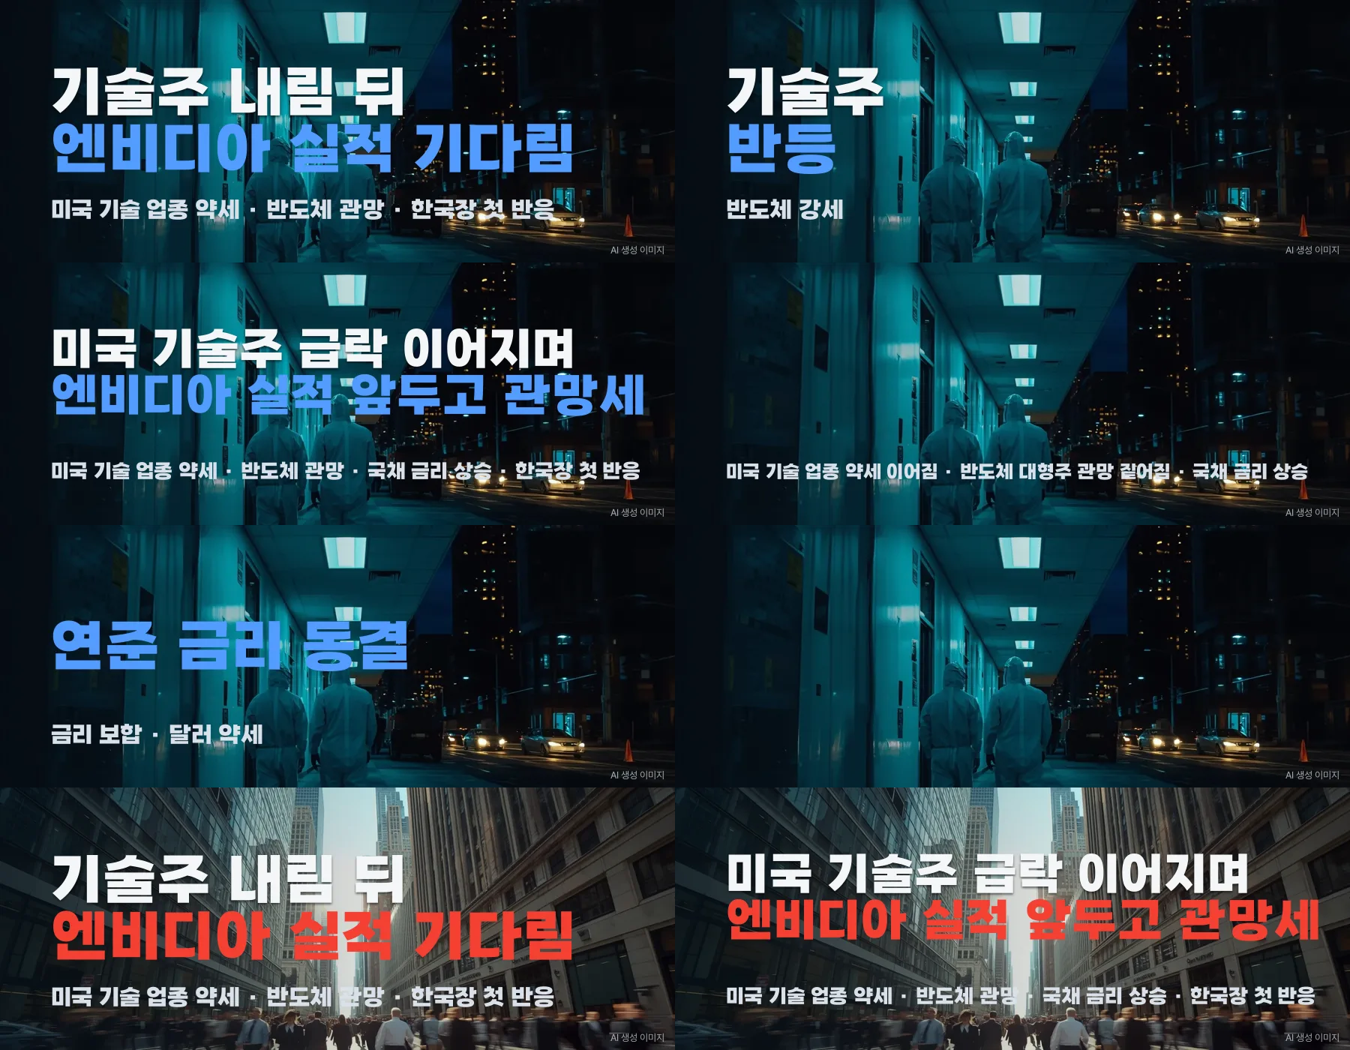 기술주 내림 뒤
엔비디아 실적 기다림
미국 기술 업종 약세 · 반도체 관망 · 한국장 첫 반응
AI 생성 이미지
기술주
반등
반도체 강세
AI 생성 이미지
미국 기술주 급락 이어지며
엔비디아 실적 앞두고 관망세
미국 기술 업종 약세 · 반도체 관망 · 국채 금리 상승 · 한국장 첫 반응
AI 생성 이미지
미국 기술 업종 약세 이어짐 · 반도체 대형주 관망 짙어짐 · 국채 금리 상승
AI 생성 이미지
연준 금리 동결
금리 보합 · 달러 약세
AI 생성 이미지
AI 생성 이미지
기술주 내림 뒤
엔비디아 실적 기다림
미국 기술 업종 약세 · 반도체 관망 · 한국장 첫 반응
AI 생성 이미지
미국 기술주 급락 이어지며
엔비디아 실적 앞두고 관망세
미국 기술 업종 약세 · 반도체 관망 · 국채 금리 상승 · 한국장 첫 반응
AI 생성 이미지